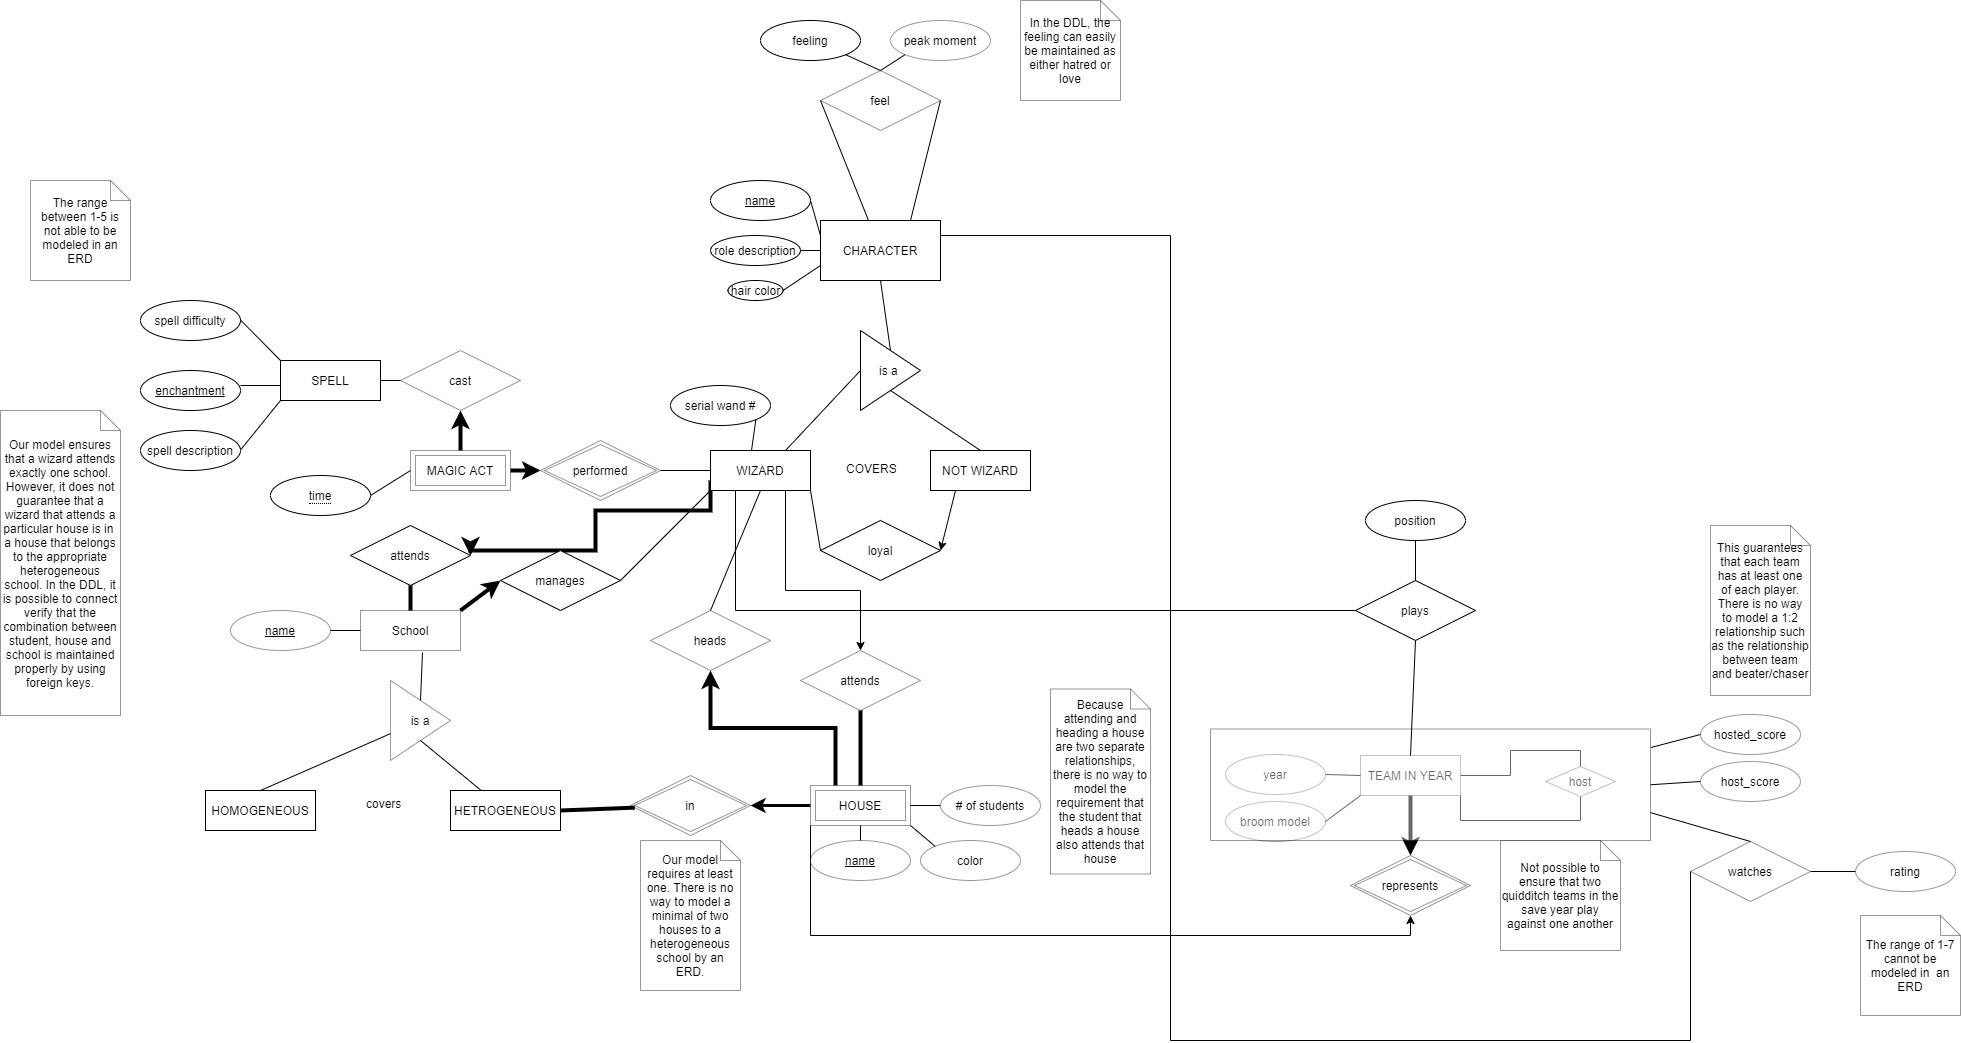 feeling
peak moment
In the DDL, the
feeling can easily
be maintained as
either hatred or
love
feel
name
role description
hair color
CHARACTER
The range
between 1-5 is
not able to be
modeled in an
ERD
spell difficulty
enchantment
spell description
SPELL
cast
is a
serial wand #
MAGIC ACT
time
performed
WIZARD
COVERS
NOT WIZARD
Our model ensures
that a wizard attends
exactly one school.
However, it does not
guarantee that a
wizard that attends a
particular house is in
a house that belongs
to the appropriate
heterogeneous
school. In the DDL, it
is possible to connect
verify that the
combination between
student, house and
school is maintained
properly by using
foreign keys.
attends
manages
loyal
position
plays
This guarantees
that each team
has at least one
of each player.
There is no way
to model a 1:2
relationship such
as the relationship
between team
and beater/chaser
name
School
heads
attends
is a
Because
attending and
heading a house
are two separate
relationships,
there is no way to
model the
requirement that
the student that
heads a house
also attends that
house
HOMOGENEOUS
covers
HETROGENEOUS
in
HOUSE
# of students
name
color
Our model
requires at least
one. There is no
way to model a
minimal of two
houses to a
heterogeneous
school by an
ERD.
year
broom model
TEAM IN YEAR
host
hosted_score
host_score
represents
Not possible to
ensure that two
quidditch teams in the
save year play
against one another
watches
rating
The range of 1-7
cannot be
modeled in  an
ERD